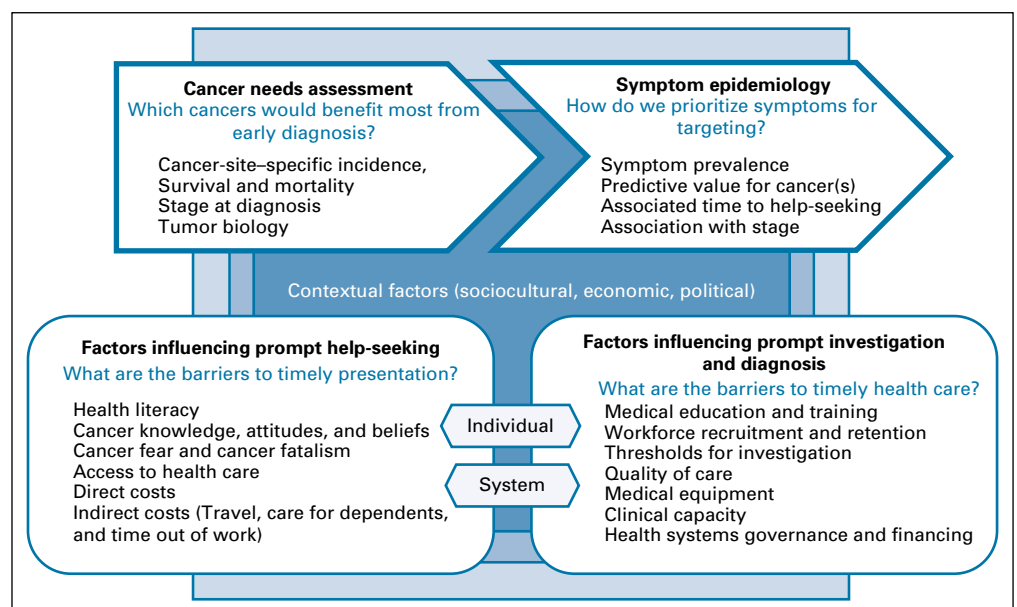 Cancer needs assessment
Which cancers would benefit most from
early diagnosis?
Cancer-site–specific incidence,
Survival and mortality
Stage at diagnosis
Tumor biology
Symptom epidemiology
How do we prioritize symptoms for
targeting?
Symptom prevalence
Predictive value for cancer(s)
Associated time to help-seeking
Association with stage
Contextual factors (sociocultural, economic, political)
Factors influencing prompt help-seeking
What are the barriers to timely presentation?
Health literacy
Cancer knowledge, attitudes, and beliefs
Cancer fear and cancer fatalism
Access to health care
Direct costs
Indirect costs (Travel, care for dependents,
and time out of work)
Individual
System
Factors influencing prompt investigation
and diagnosis
What are the barriers to timely health care?
Medical education and training
Workforce recruitment and retention
Thresholds for investigation
Quality of care
Medical equipment
Clinical capacity
Health systems governance and financing